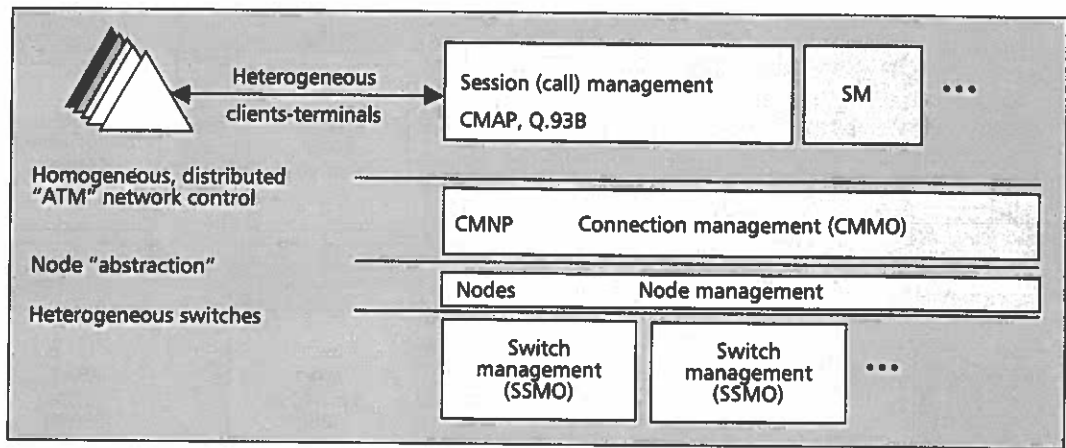 Heterogeneous
clients-terminals
Session (call) management
CMAP, Q.93B
SM
•••
Homogeneous, distributed
"ATM" network control
CMNP Connection management (CMMO)
Node "abstraction"
Nodes Node management
Heterogeneous switches
Switch
management
(SSMO)
Switch
management
(SSMO)
•••